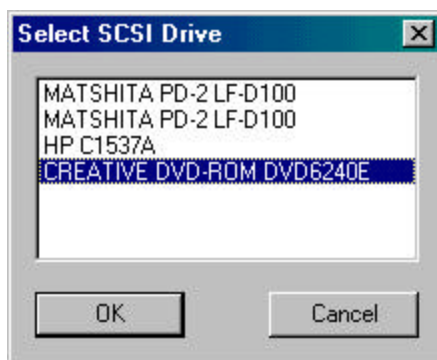 Select SCSI Drive
MATSHITA PD-2 LF-D100
MATSHITA PD-2 LF-D100
HP C1537A
CREATIVE DVD-ROM DVD6240E
OK
Cancel